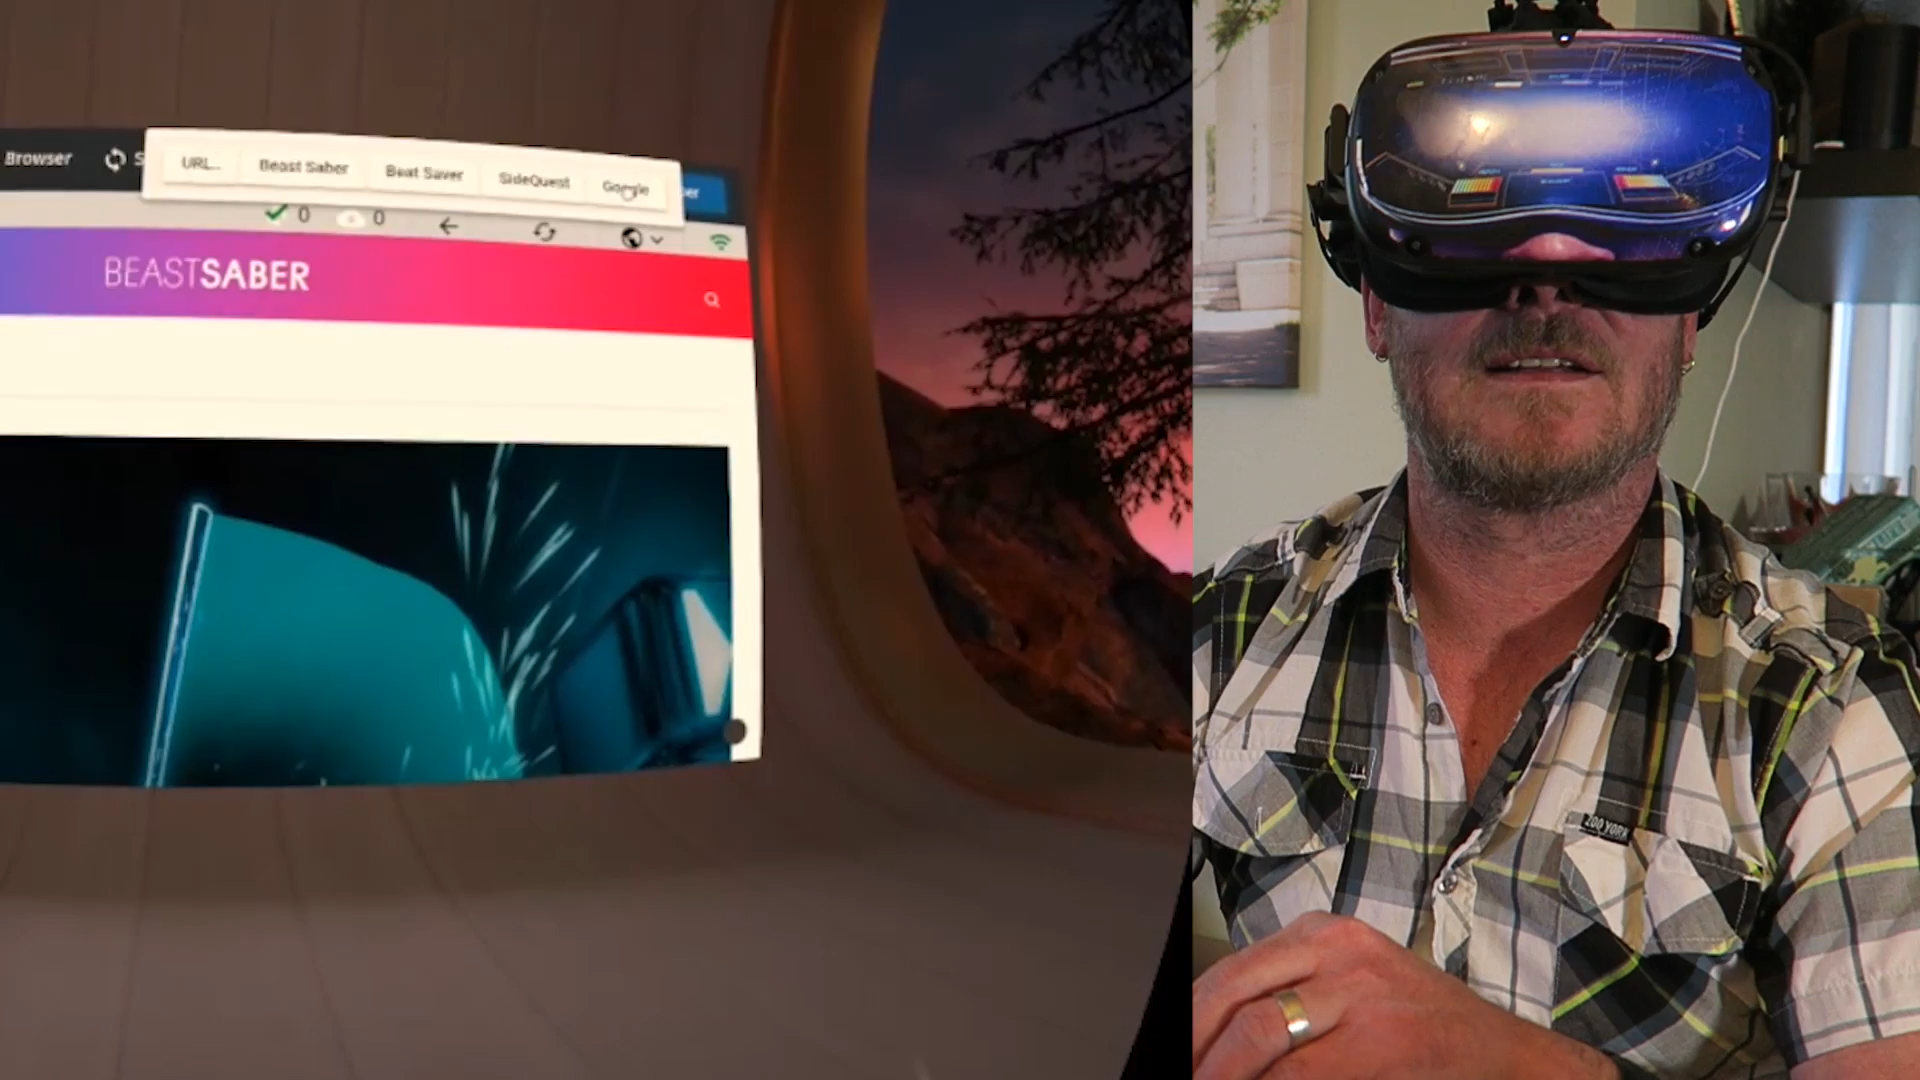 Browser
URL... Beast Saber Beat Saver SideQuest Google
0 0
BEASTSABER
ZOO YORK